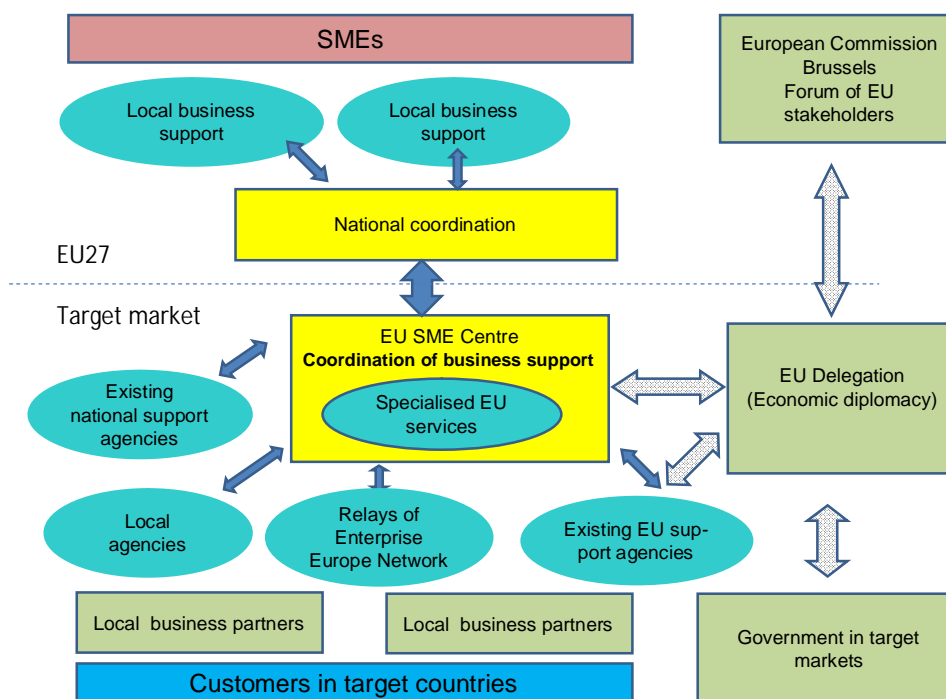 SMEs
European Commission
Brussels
Forum of EU
stakeholders
Local business
support
Local business
support
National coordination
EU27
Target market
EU SME Centre
Coordination of business support
Specialised EU
services
EU Delegation
(Economic diplomacy)
Existing
national support
agencies
Local
agencies
Relays of
Enterprise
Europe Network
Existing EU sup-
port agencies
Local business partners
Local business partners
Government in target
markets
Customers in target countries